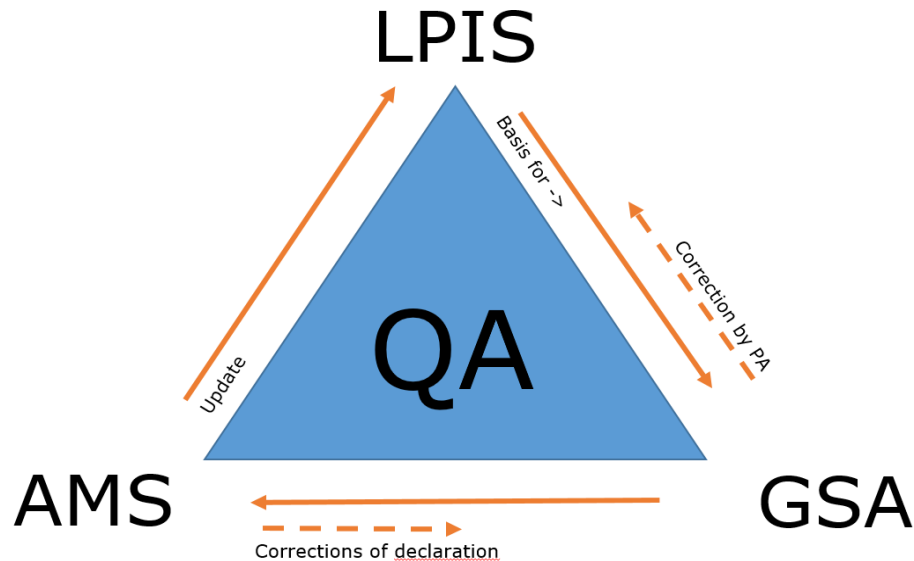 LPIS
Basis for ->
Correction by PA
QA
Update
AMS
GSA
Corrections of declaration